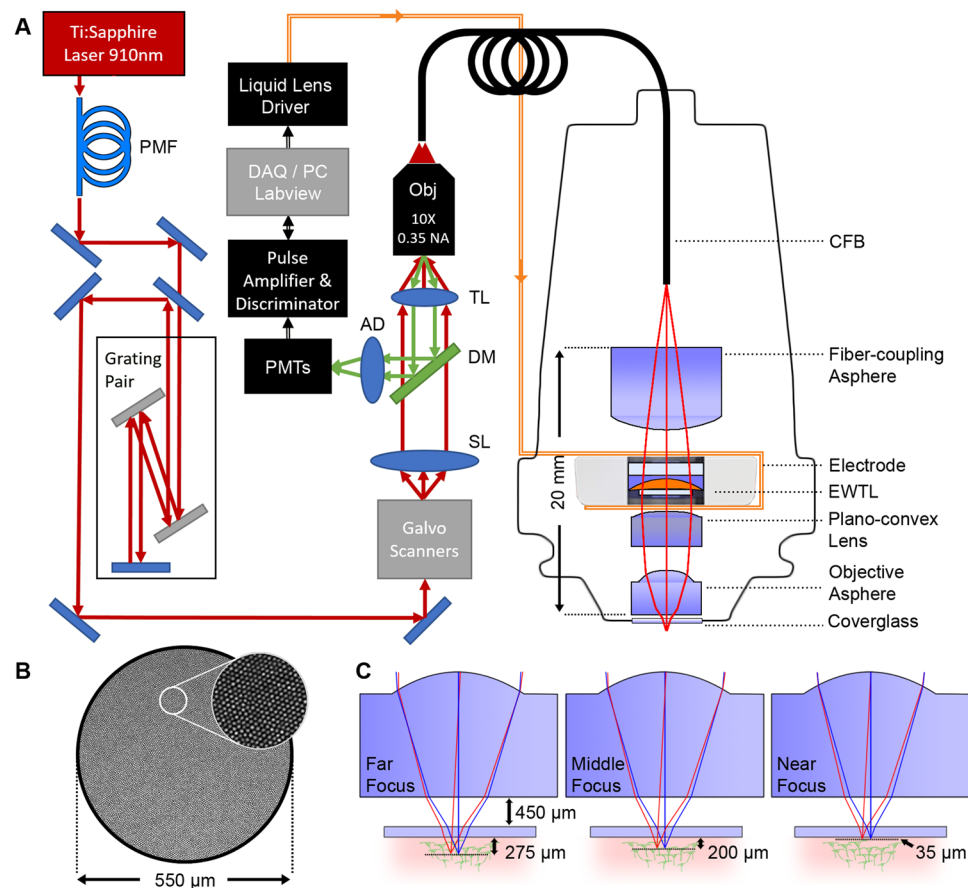 A
Ti:Sapphire
Laser 910nm
PMF
Grating
Pair
Liquid Lens
Driver
DAQ / PC
Labview
Pulse
Amplifier &
Discriminator
PMTs
AD
Obj
10X
0.35 NA
TL
DM
SL
Galvo
Scanners
20 mm
CFB
Fiber-coupling
Asphere
Electrode
EWTL
Plano-convex
Lens
Objective
Asphere
Coverglass
B
550 µm
C
Far
Focus
450 µm
275 µm
Middle
Focus
200 µm
Near
Focus
35 µm